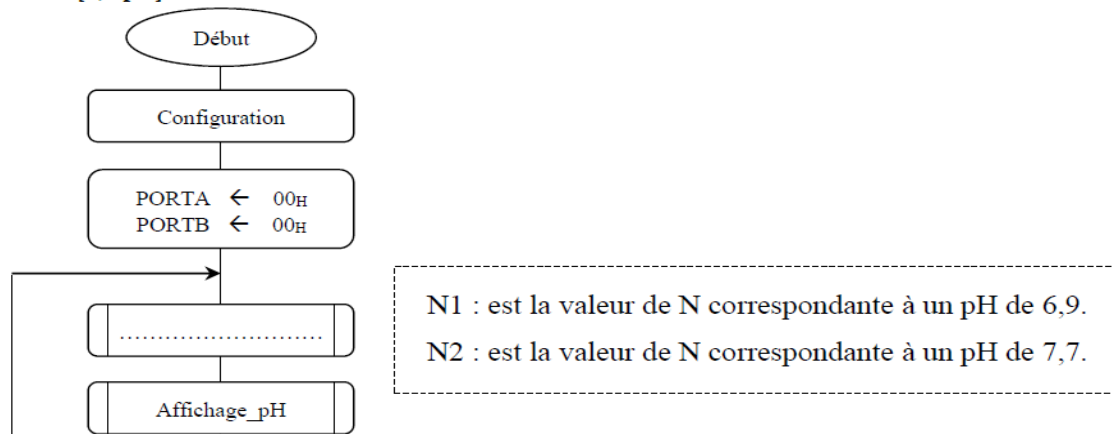 Début
Configuration
PORTA ← 00H
PORTB ← 00H
..............................
Affichage_pH
N1 : est la valeur de N correspondante à un pH de 6,9.
N2 : est la valeur de N correspondante à un pH de 7,7.